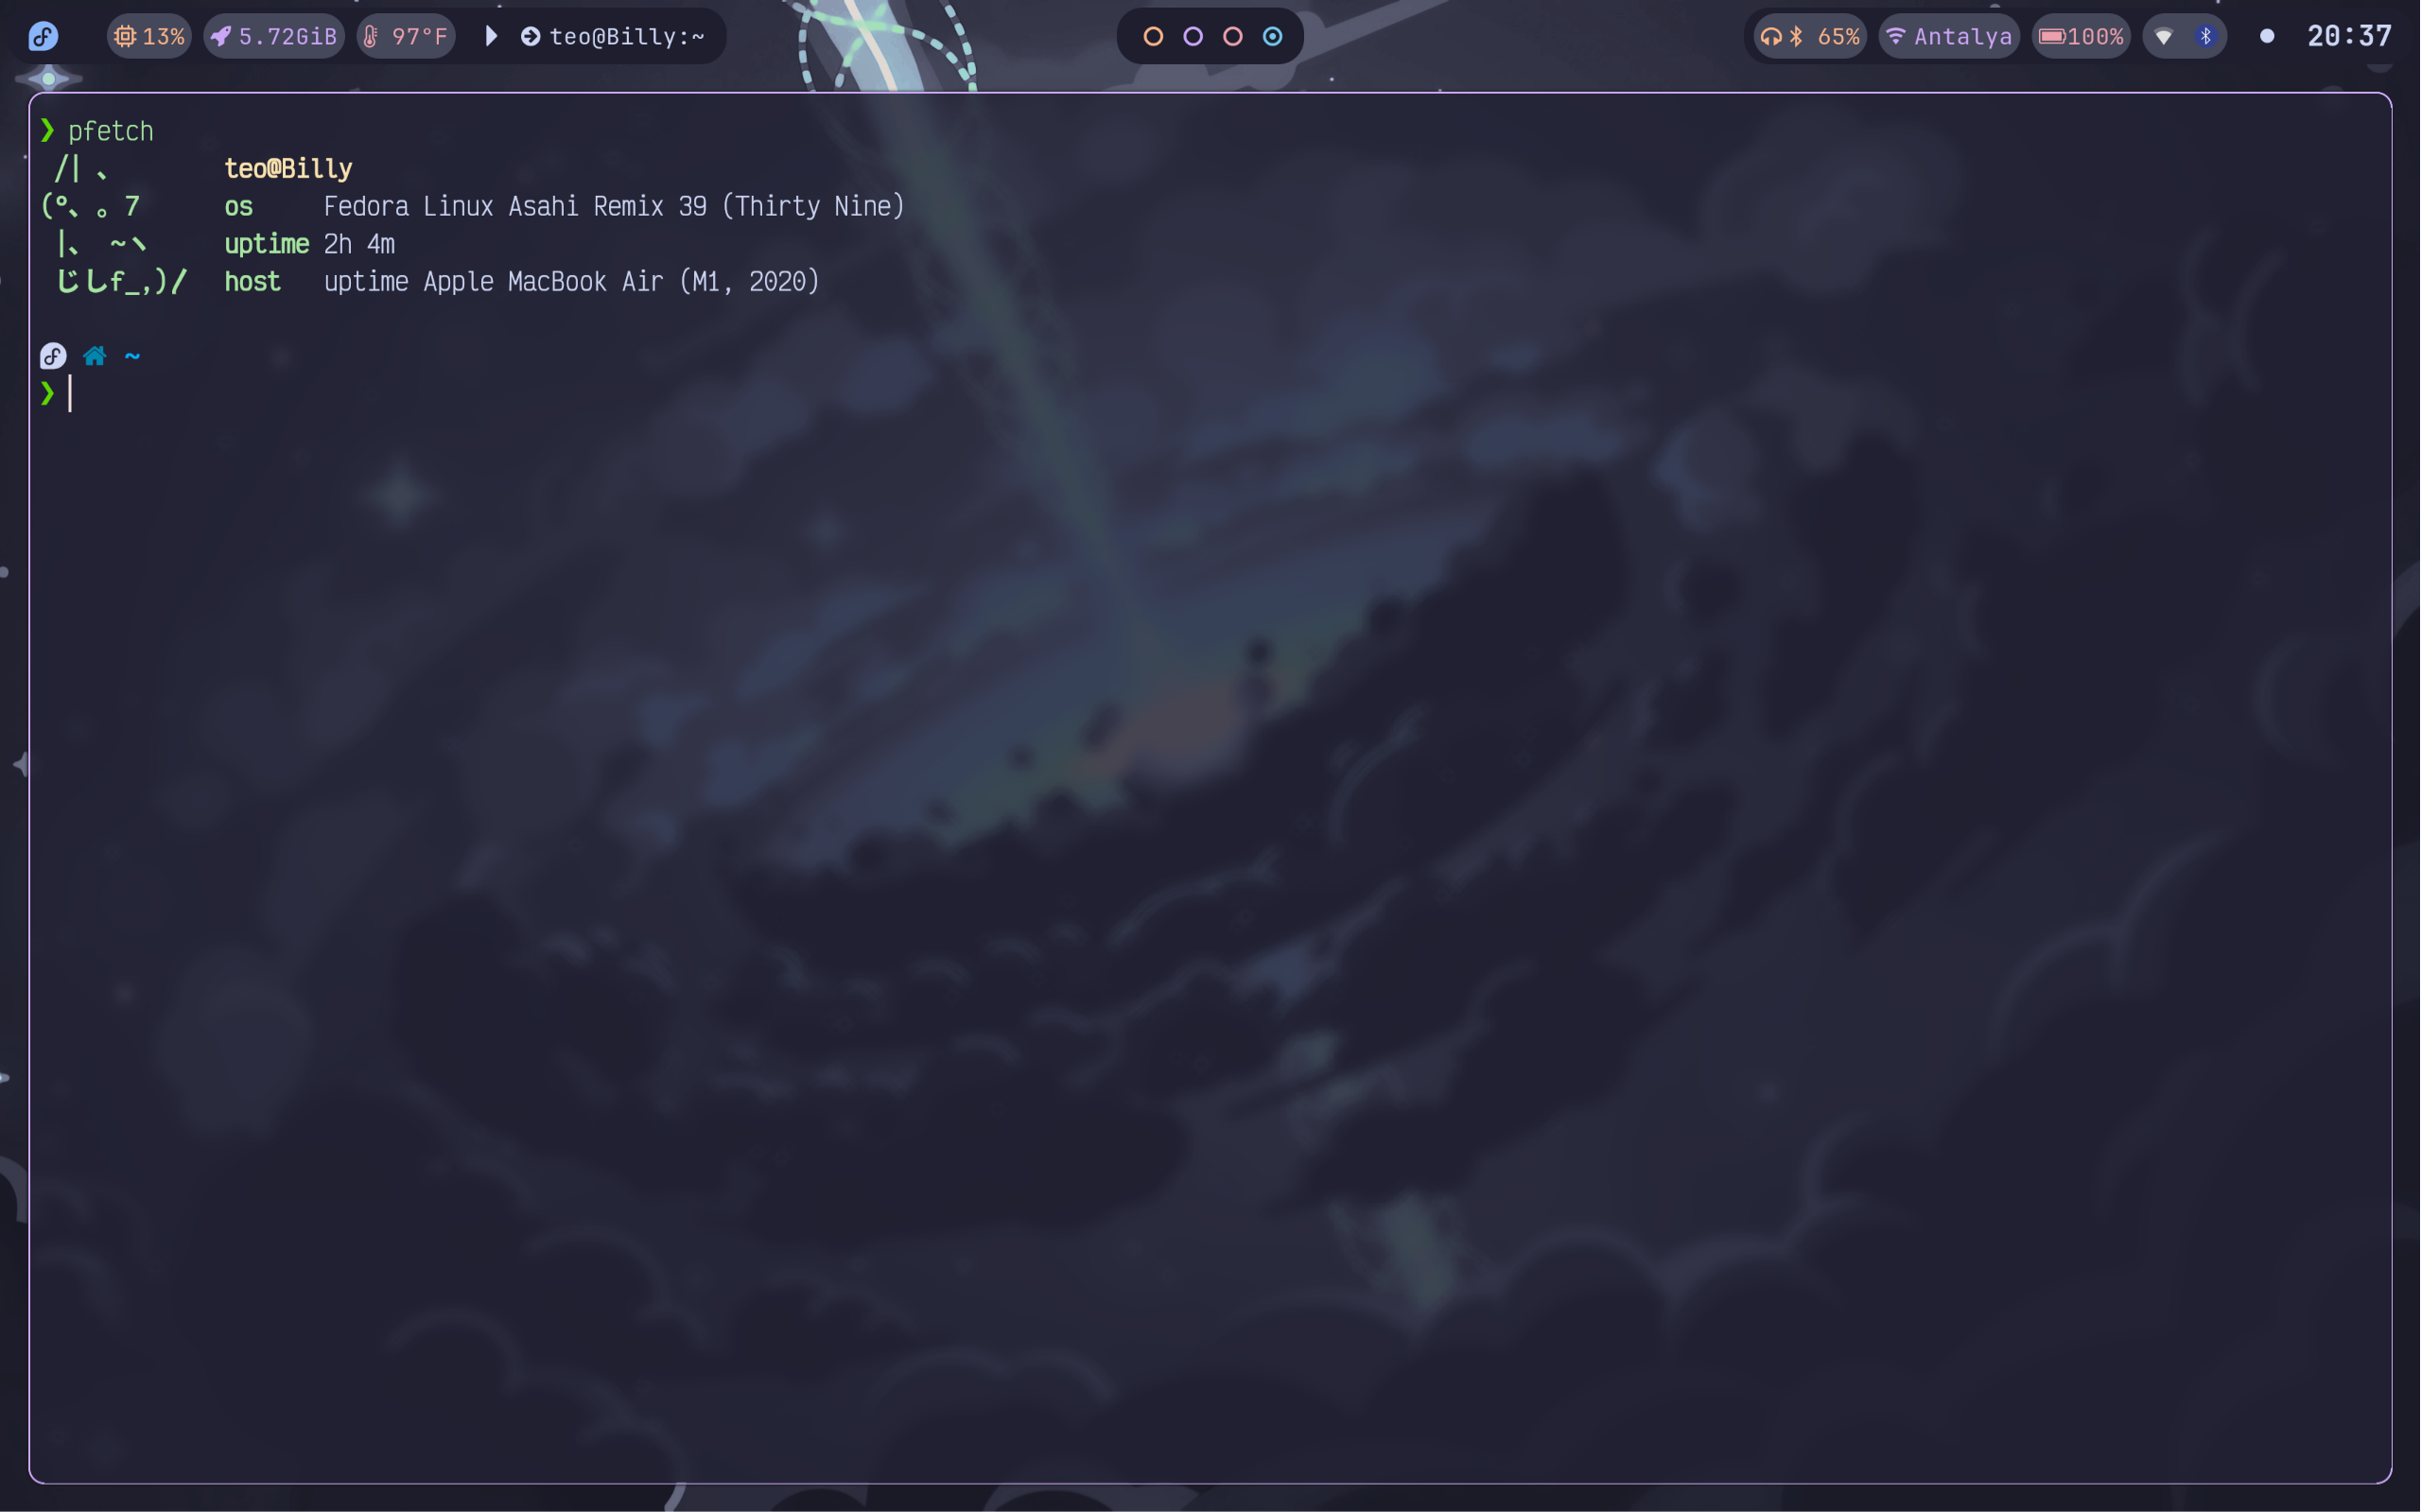 13% 5.72GiB 97°F teo@Billy:~ 65% Antalya 100% 20:37
❯ pfetch
/| 、 teo@Billy
(°、 。 7 os Fedora Linux Asahi Remix 39 (Thirty Nine)
|、 ~ヽ uptime 2h 4m
じしf_,)/ host uptime Apple MacBook Air (M1, 2020)
~
❯